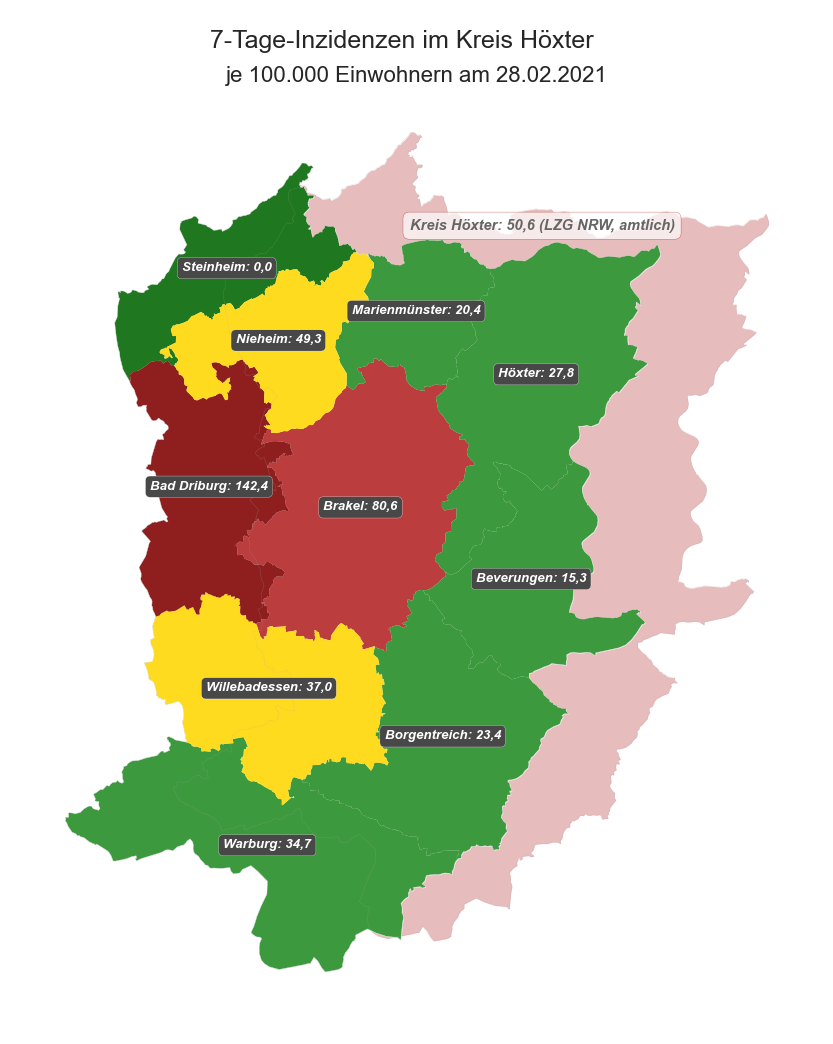 7-Tage-Inzidenzen im Kreis Höxter
je 100.000 Einwohnern am 28.02.2021
Kreis Höxter: 50,6 (LZG NRW, amtlich)
Steinheim: 0,0
Marienmünster: 20,4
Nieheim: 49,3
Höxter: 27,8
Bad Driburg: 142,4
Brakel: 80,6
Beverungen: 15,3
Willebadessen: 37,0
Borgentreich: 23,4
Warburg: 34,7